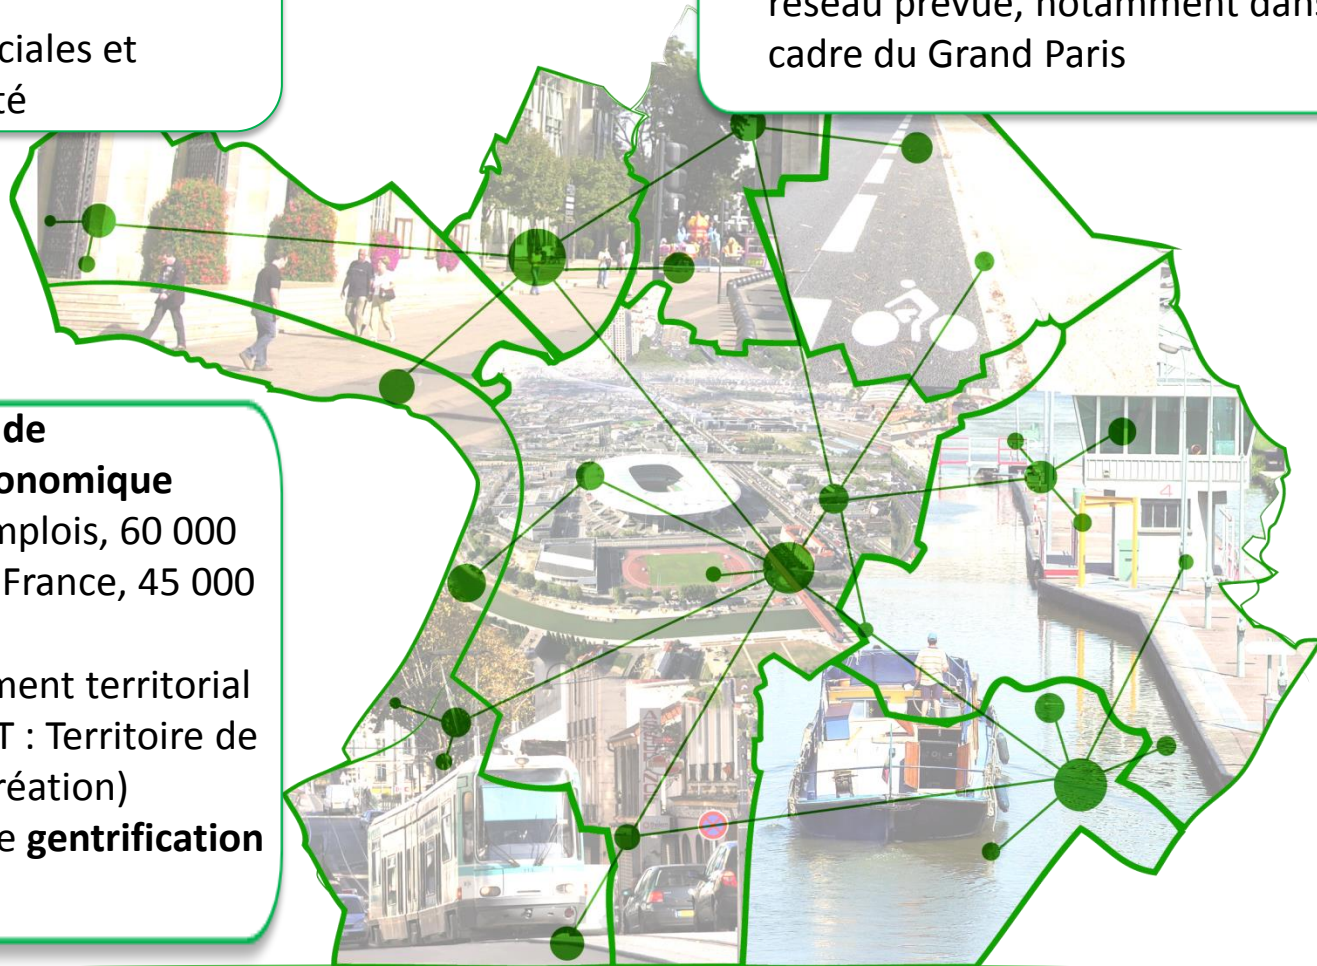 ciales et
té
réseau prévue, notamment dans
cadre du Grand Paris
de
onomique
mplois, 60 000
France, 45 000
ment territorial
T : Territoire de
réation)
e gentrification
4